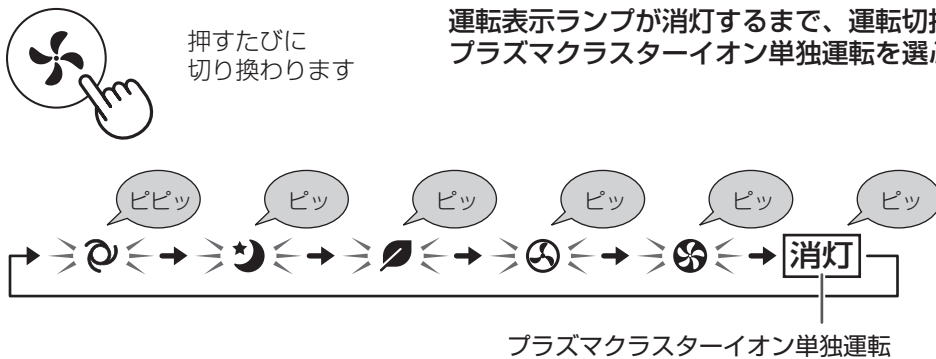 押すたびに
切り換わります
運転表示ランプが消灯するまで、運転切
プラズマクラスターイオン単独運転を選
ピピッ
ピッ
ピッ
ピッ
ピッ
ピッ
消灯
プラズマクラスターイオン単独運転